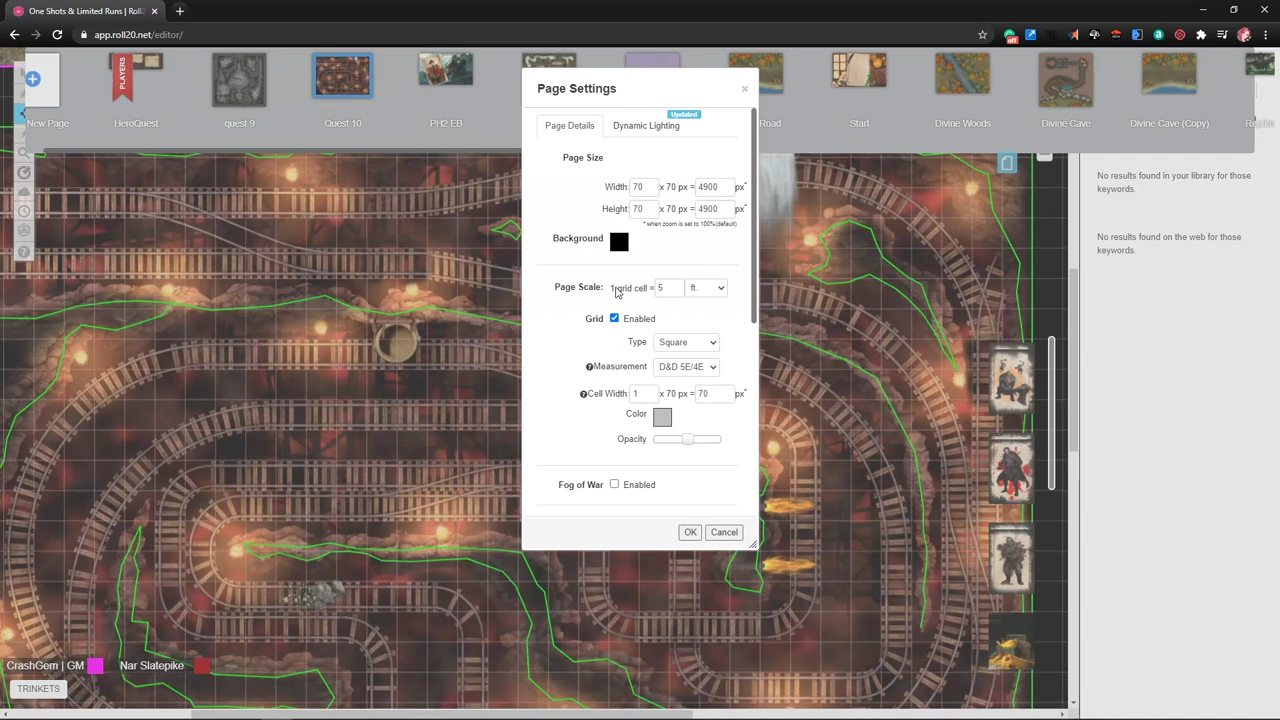 One Shots & Limited Runs | Roll2
app.roll20.net/editor/
off
PLAYERS
New Page
HeroQuest
quest 9
Quest 10
PH2 EB
Road
Start
Divine Woods
Divine Cave
Divine Cave (Copy)
Page Settings
Updated
Page Details
Dynamic Lighting
Page Size
Width: 70 x 70 px = 4900 px*
Height: 70 x 70 px = 4900 px*
* when zoom is set to 100%(default)
Background
Page Scale: 1 grid cell = 5 ft.
Grid Enabled
Type Square
Measurement D&D 5E/4E
Cell Width: 1 x 70 px = 70 px*
Color
Opacity
Fog of War Enabled
OK Cancel
No results found in your library for those
keywords.
No results found on the web for those
keywords.
CrashGem | GM
Nar Slatepike
TRINKETS